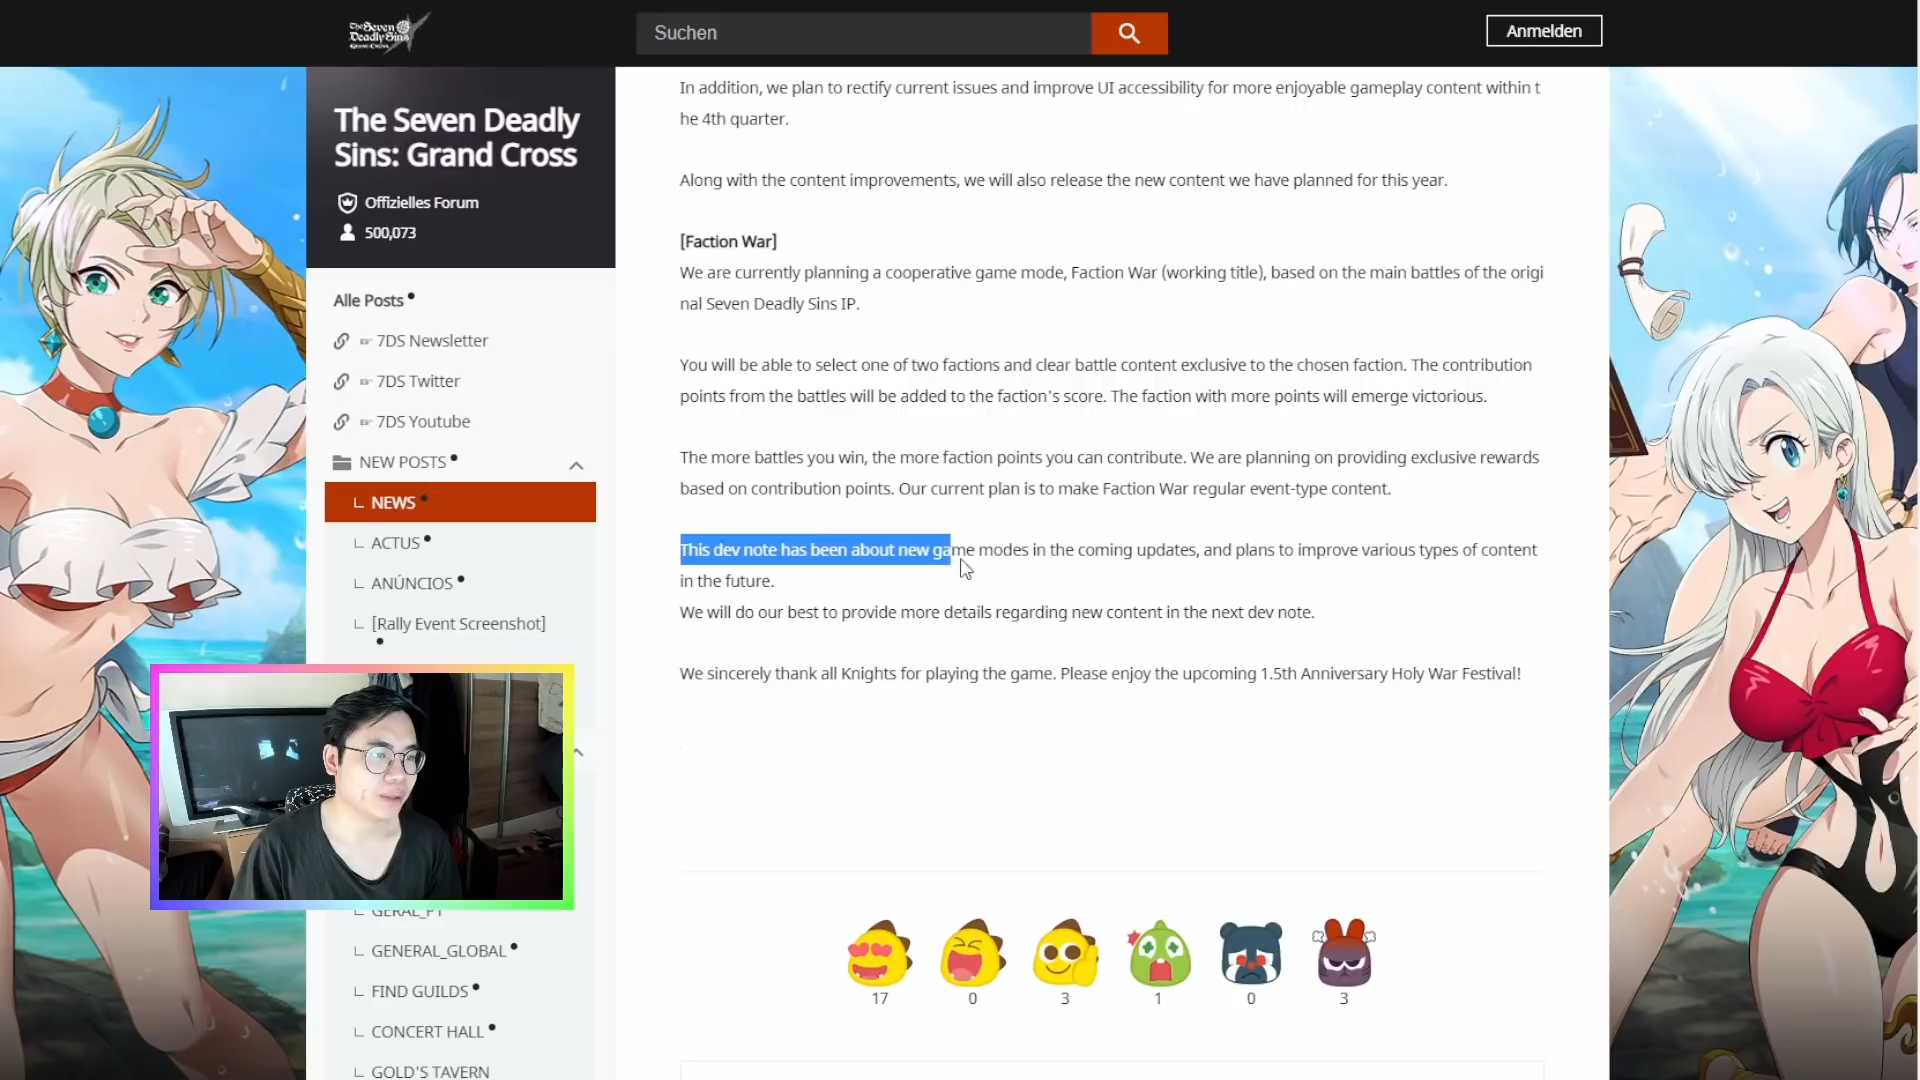 The Seven
Deadly Sins
GRAND CROSS
Suchen
Anmelden
The Seven Deadly
Sins: Grand Cross
Offizielles Forum
500,073
Alle Posts
7DS Newsletter
7DS Twitter
7DS Youtube
NEW POSTS
NEWS
ACTUS
ANÚNCIOS
[Rally Event Screenshot]
GERAL_PT
GENERAL_GLOBAL
FIND GUILDS
CONCERT HALL
GOLD'S TAVERN
In addition, we plan to rectify current issues and improve UI accessibility for more enjoyable gameplay content within t
he 4th quarter.
Along with the content improvements, we will also release the new content we have planned for this year.
[Faction War]
We are currently planning a cooperative game mode, Faction War (working title), based on the main battles of the origi
nal Seven Deadly Sins IP.
You will be able to select one of two factions and clear battle content exclusive to the chosen faction. The contribution
points from the battles will be added to the faction's score. The faction with more points will emerge victorious.
The more battles you win, the more faction points you can contribute. We are planning on providing exclusive rewards
based on contribution points. Our current plan is to make Faction War regular event-type content.
This dev note has been about new game modes in the coming updates, and plans to improve various types of content
in the future.
We will do our best to provide more details regarding new content in the next dev note.
We sincerely thank all Knights for playing the game. Please enjoy the upcoming 1.5th Anniversary Holy War Festival!
17
0
3
1
0
3